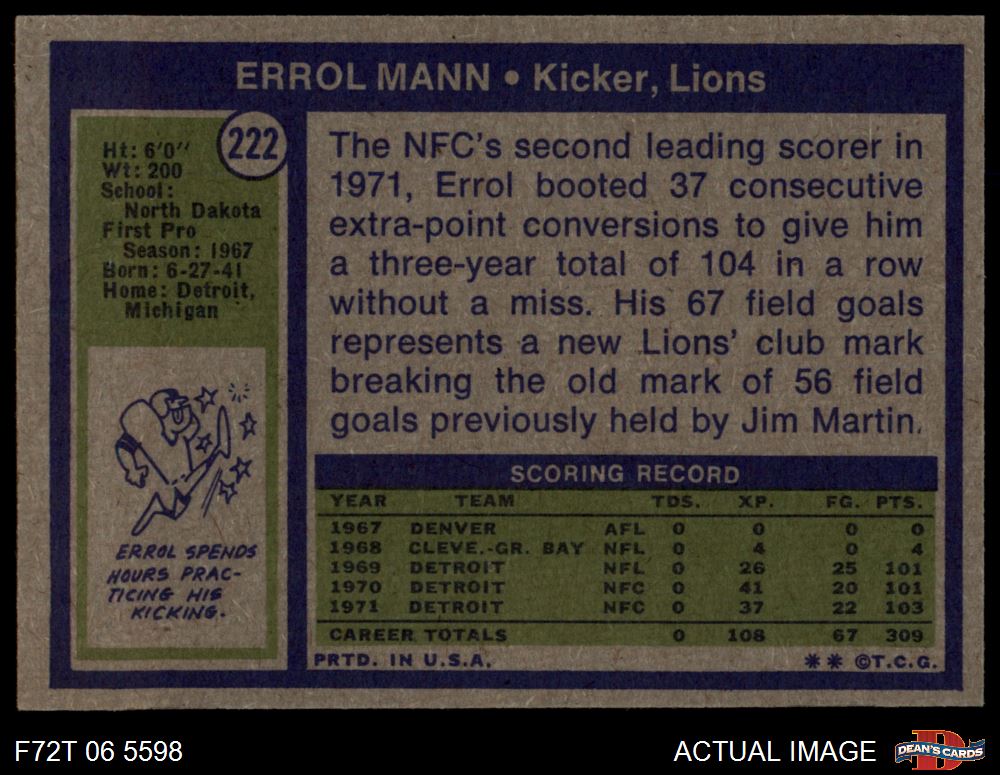 ERROL MANN • Kicker, Lions
222
Ht: 6'0"
Wt: 200
School:
North Dakota
First Pro
Season: 1967
Born: 6-27-41
Home: Detroit,
Michigan
ERROL SPENDS
HOURS PRAC-
TICING HIS
KICKING.
The NFC's second leading scorer in
1971, Errol booted 37 consecutive
extra-point conversions to give him
a three-year total of 104 in a row
without a miss. His 67 field goals
represents a new Lions' club mark
breaking the old mark of 56 field
goals previously held by Jim Martin.
SCORING RECORD
YEAR TEAM TDS. XP. FG. PTS.
1967 DENVER AFL 0 0 0 0
1968 CLEVE.-GR. BAY NFL 0 4 0 4
1969 DETROIT NFL 0 26 25 101
1970 DETROIT NFC 0 41 20 101
1971 DETROIT NFC 0 37 22 103
CAREER TOTALS 0 108 67 309
PRTD. IN U.S.A. ** ©T.C.G.
F72T 06 5598
ACTUAL IMAGE
D
DEAN'S CARDS